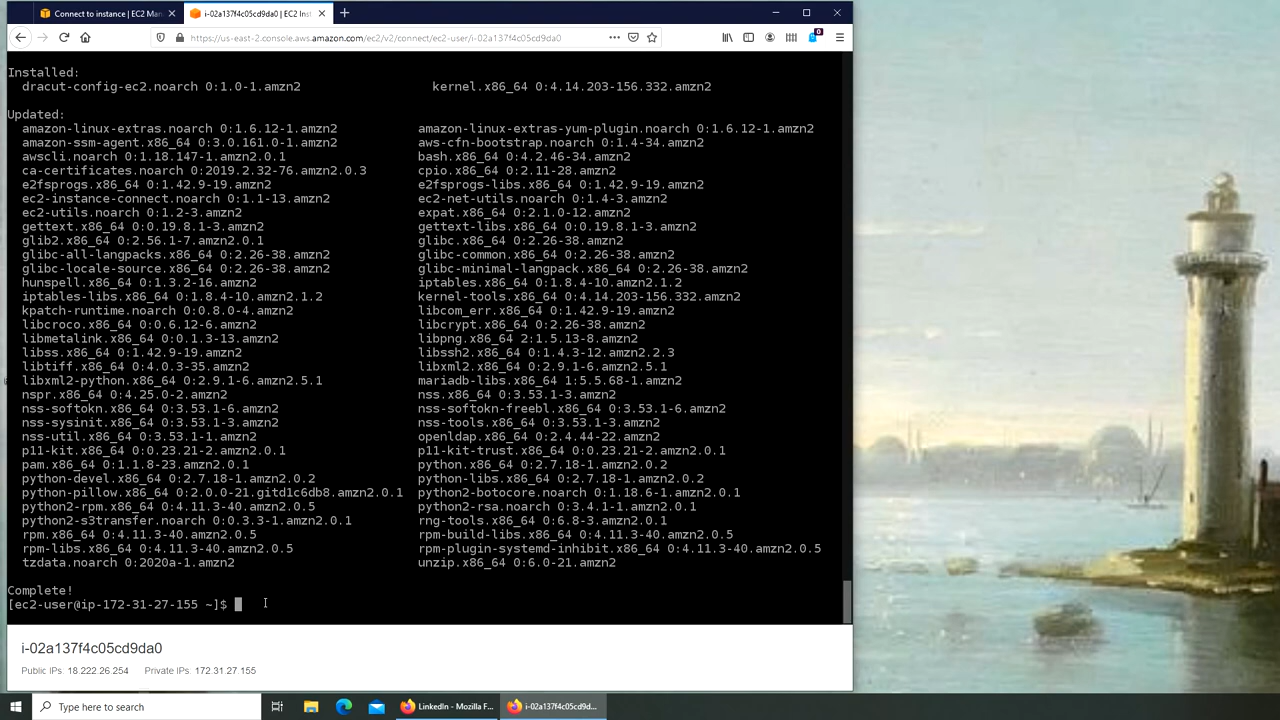 Connect to instance | EC2 Man
i-02a137f4c05cd9da0 | EC2 Ins
https://us-east-2.console.aws.amazon.com/ec2/v2/connect/ec2-user/i-02a137f4c05cd9da0
0
Installed:
dracut-config-ec2.noarch 0:1.0-1.amzn2 kernel.x86_64 0:4.14.203-156.332.amzn2
Updated:
amazon-linux-extras.noarch 0:1.6.12-1.amzn2 amazon-linux-extras-yum-plugin.noarch 0:1.6.12-1.amzn2
amazon-ssm-agent.x86_64 0:3.0.161.0-1.amzn2 aws-cfn-bootstrap.noarch 0:1.4-34.amzn2
awscli.noarch 0:1.18.147-1.amzn2.0.1 bash.x86_64 0:4.2.46-34.amzn2
ca-certificates.noarch 0:2019.2.32-76.amzn2.0.3 cpio.x86_64 0:2.11-28.amzn2
e2fsprogs.x86_64 0:1.42.9-19.amzn2 e2fsprogs-libs.x86_64 0:1.42.9-19.amzn2
ec2-instance-connect.noarch 0:1.1-13.amzn2 ec2-net-utils.noarch 0:1.4-3.amzn2
ec2-utils.noarch 0:1.2-3.amzn2 expat.x86_64 0:2.1.0-12.amzn2
gettext.x86_64 0:0.19.8.1-3.amzn2 gettext-libs.x86_64 0:0.19.8.1-3.amzn2
glib2.x86_64 0:2.56.1-7.amzn2.0.1 glibc.x86_64 0:2.26-38.amzn2
glibc-all-langpacks.x86_64 0:2.26-38.amzn2 glibc-common.x86_64 0:2.26-38.amzn2
glibc-locale-source.x86_64 0:2.26-38.amzn2 glibc-minimal-langpack.x86_64 0:2.26-38.amzn2
hunspell.x86_64 0:1.3.2-16.amzn2 iptables.x86_64 0:1.8.4-10.amzn2.1.2
iptables-libs.x86_64 0:1.8.4-10.amzn2.1.2 kernel-tools.x86_64 0:4.14.203-156.332.amzn2
kpatch-runtime.noarch 0:0.8.0-4.amzn2 libcom_err.x86_64 0:1.42.9-19.amzn2
libcroco.x86_64 0:0.6.12-6.amzn2 libcrypt.x86_64 0:2.26-38.amzn2
libmetalink.x86_64 0:0.1.3-13.amzn2 libpng.x86_64 2:1.5.13-8.amzn2
libss.x86_64 0:1.42.9-19.amzn2 libssh2.x86_64 0:1.4.3-12.amzn2.2.3
libtiff.x86_64 0:4.0.3-35.amzn2 libxml2.x86_64 0:2.9.1-6.amzn2.5.1
libxml2-python.x86_64 0:2.9.1-6.amzn2.5.1 mariadb-libs.x86_64 1:5.5.68-1.amzn2
nspr.x86_64 0:4.25.0-2.amzn2 nss.x86_64 0:3.53.1-3.amzn2
nss-softokn.x86_64 0:3.53.1-6.amzn2 nss-softokn-freebl.x86_64 0:3.53.1-6.amzn2
nss-sysinit.x86_64 0:3.53.1-3.amzn2 nss-tools.x86_64 0:3.53.1-3.amzn2
nss-util.x86_64 0:3.53.1-1.amzn2 openldap.x86_64 0:2.4.44-22.amzn2
p11-kit.x86_64 0:0.23.21-2.amzn2.0.1 p11-kit-trust.x86_64 0:0.23.21-2.amzn2.0.1
pam.x86_64 0:1.1.8-23.amzn2.0.1 python.x86_64 0:2.7.18-1.amzn2.0.2
python-devel.x86_64 0:2.7.18-1.amzn2.0.2 python-libs.x86_64 0:2.7.18-1.amzn2.0.2
python-pillow.x86_64 0:2.0.0-21.gitd1c6db8.amzn2.0.1 python2-botocore.noarch 0:1.18.6-1.amzn2.0.1
python2-rpm.x86_64 0:4.11.3-40.amzn2.0.5 python2-rsa.noarch 0:3.4.1-1.amzn2.0.1
python2-s3transfer.noarch 0:0.3.3-1.amzn2.0.1 rng-tools.x86_64 0:6.8-3.amzn2.0.1
rpm.x86_64 0:4.11.3-40.amzn2.0.5 rpm-build-libs.x86_64 0:4.11.3-40.amzn2.0.5
rpm-libs.x86_64 0:4.11.3-40.amzn2.0.5 rpm-plugin-systemd-inhibit.x86_64 0:4.11.3-40.amzn2.0.5
tzdata.noarch 0:2020a-1.amzn2 unzip.x86_64 0:6.0-21.amzn2
Complete!
[ec2-user@ip-172-31-27-155 ~]$
i-02a137f4c05cd9da0
Public IPs: 18.222.26.254 Private IPs: 172.31.27.155
Type here to search
LinkedIn - Mozilla F...
i-02a137f4c05cd9d...